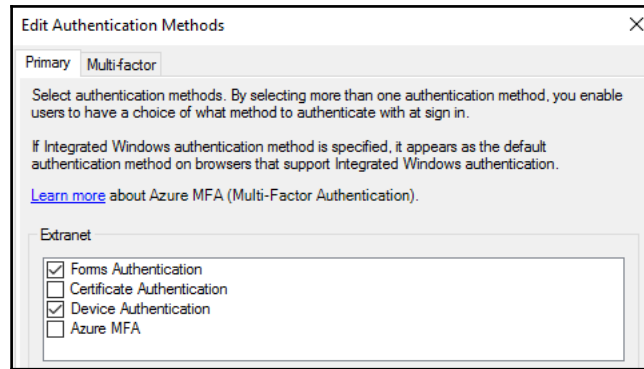 Edit Authentication Methods
Primary Multi-factor
Select authentication methods. By selecting more than one authentication method, you enable
users to have a choice of what method to authenticate with at sign in.
If Integrated Windows authentication method is specified, it appears as the default
authentication method on browsers that support Integrated Windows authentication.
Learn more about Azure MFA (Multi-Factor Authentication).
Extranet
Forms Authentication
Certificate Authentication
Device Authentication
Azure MFA